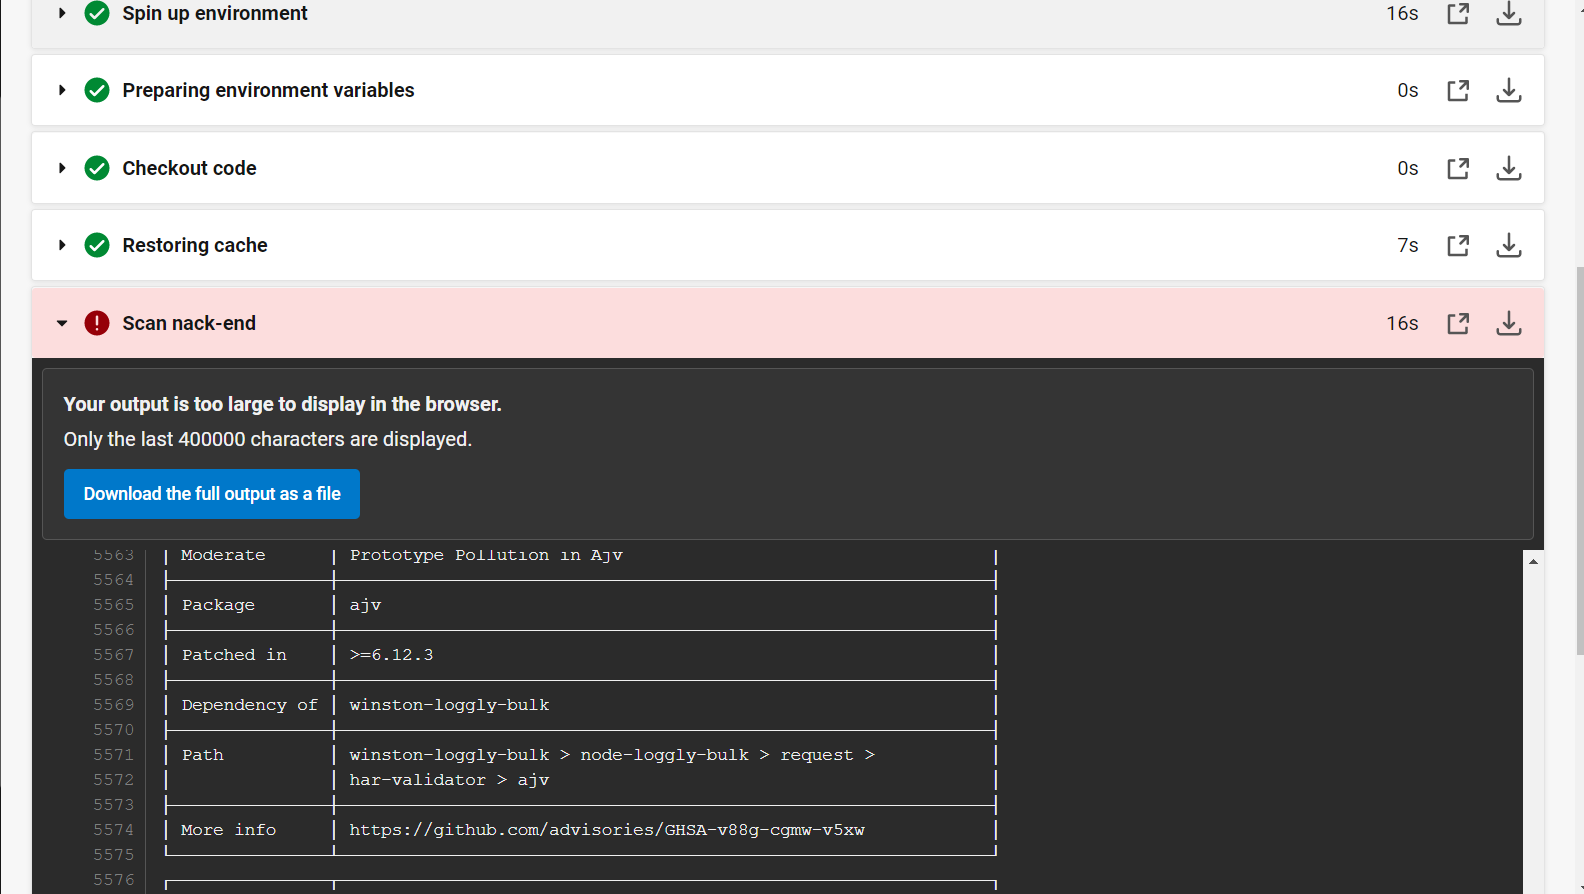 Spin up environment 16s
Preparing environment variables 0s
Checkout code 0s
Restoring cache 7s
Scan nack-end 16s
Your output is too large to display in the browser.
Only the last 400000 characters are displayed.
Download the full output as a file
5563 | Moderate | Prototype Pollution in Ajv |
5564
5565 | Package | ajv |
5566
5567 | Patched in | >=6.12.3 |
5568
5569 | Dependency of | winston-loggly-bulk |
5570
5571 | Path | winston-loggly-bulk > node-loggly-bulk > request > |
5572 | | har-validator > ajv |
5573
5574 | More info | https://github.com/advisories/GHSA-v88g-cgmw-v5xw |
5575
5576